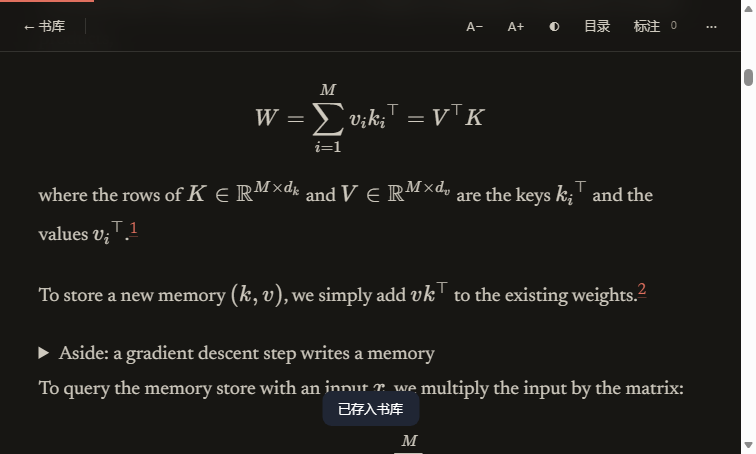 ← 书库 A− A+ ◐ 目录 标注 0 ...
W = \sum_{i=1}^{M} v_i k_i^⊤ = V^⊤ K
where the rows of K ∈ ℝ^{M×d_k} and V ∈ ℝ^{M×d_v} are the keys k_i^⊤ and the
values v_i^⊤.1
To store a new memory (k, v), we simply add vk^⊤ to the existing weights.2
▶ Aside: a gradient descent step writes a memory
To query the memory store with an input x, we multiply the input by the matrix:
已存入书库
M